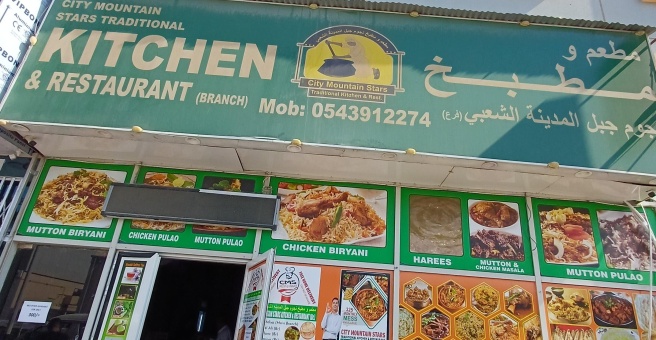 CITY MOUNTAIN
STARS TRADITIONAL
KITCHEN
& RESTAURANT (BRANCH)
City Mountain Stars
Traditional Kitchen & Rest.
Mob: 0543912274
مطعم و
مطبخ
نجوم جبل المدينة الشعبي (فرع)
MUTTON BIRYANI
CHICKEN PULAO
MUTTON PULAO
CHICKEN BIRYANI
HAREES
MUTTON &
CHICKEN MASALA
MUTTON PULAO
CMS
CITY MOUNTAIN STARS